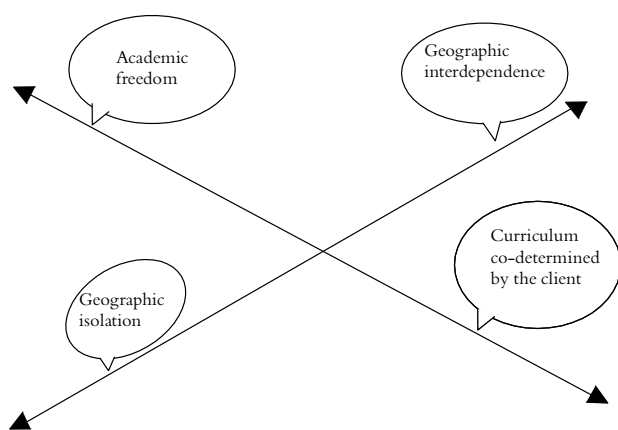 Academic
freedom
Geographic
interdependence
Curriculum
co-determined
by the client
Geographic
isolation